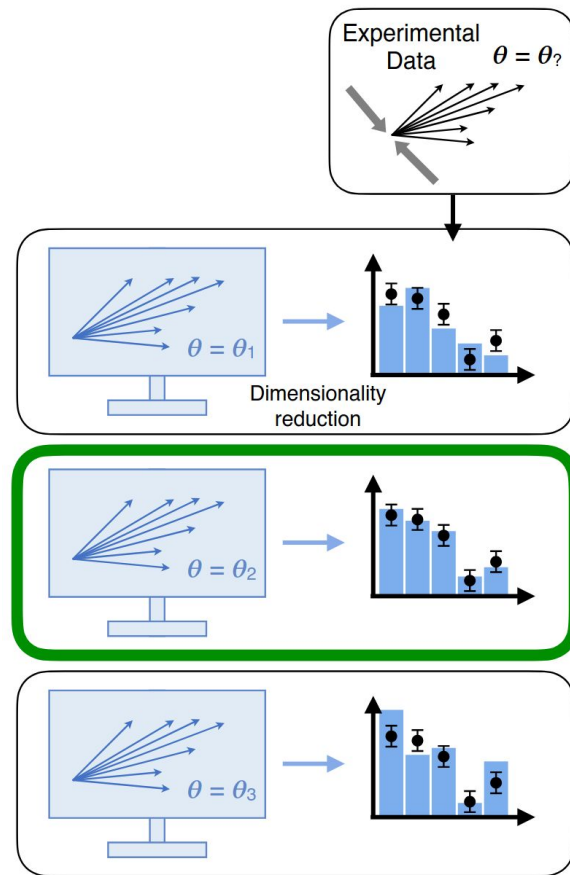 Experimental
Data
θ = θ?
θ = θ₁
Dimensionality
reduction
θ = θ₂
θ = θ₃